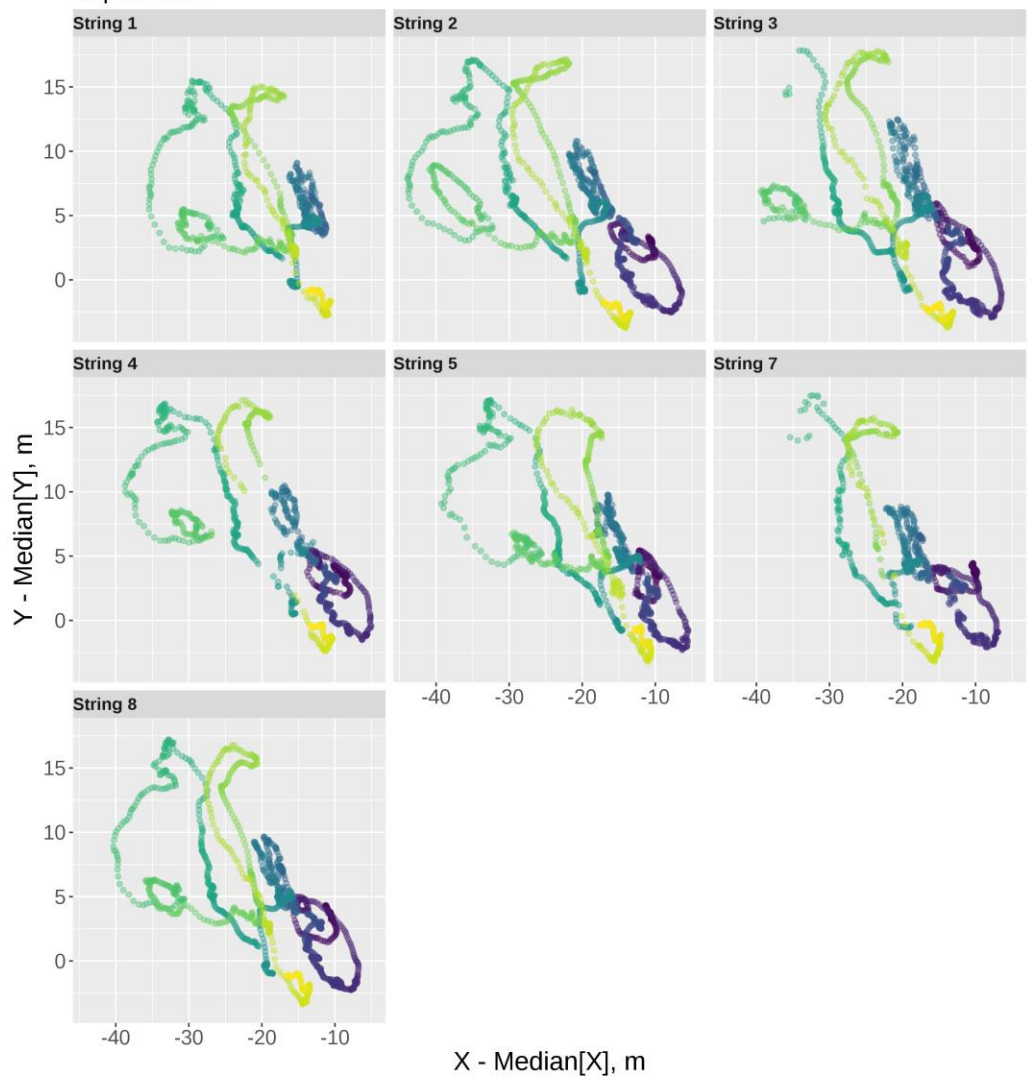 String 1
String 2
String 3
15
10
5
0
String 4
String 5
String 7
15
10
5
0
Y - Median[Y], m
-40 -30 -20 -10
-40 -30 -20 -10
String 8
15
10
5
0
-40 -30 -20 -10
X - Median[X], m